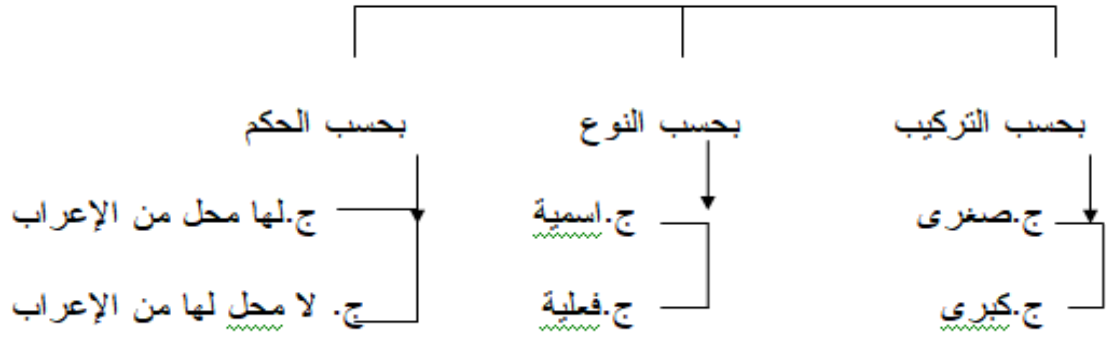 بحسب التركيب بحسب النوع بحسب الحكم
ج.صغرى ج.اسمية ج.لها محل من الإعراب
ج.كبرى ج.فعلية ج. لا محل لها من الإعراب